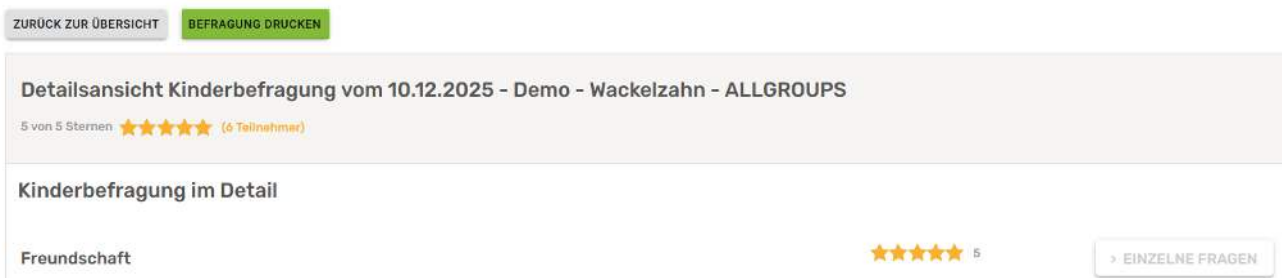 ZURÜCK ZUR ÜBERSICHT BEFRAGUNG DRUCKEN
Detailsansicht Kinderbefragung vom 10.12.2025 - Demo - Wackelzahn - ALLGROUPS
5 von 5 Sternen (6 Teilnehmer)
Kinderbefragung im Detail
Freundschaft 5 › EINZELNE FRAGEN